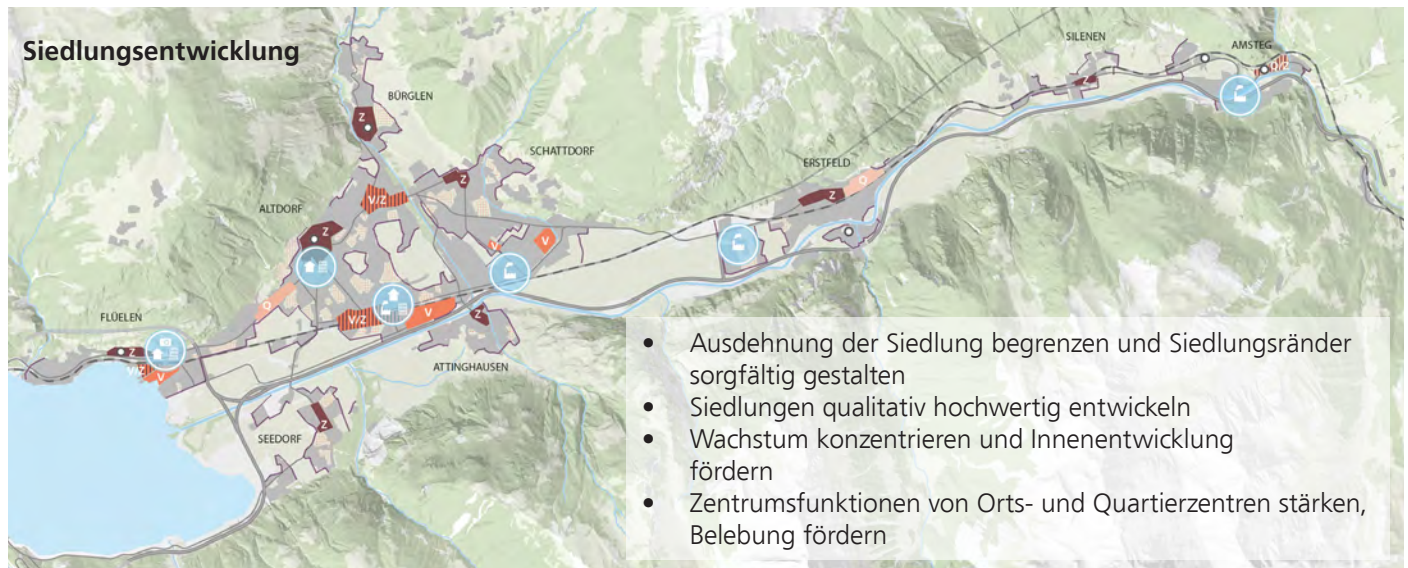 Siedlungsentwicklung
SILENEN
AMSTEG
Z
Q/Z
BÜRGLEN
Z
SCHATTDORF
Z
ERSTFELD
Q
Z
V/Z
ALTDORF
Z
V
V
Q
FLÜELEN
V/Z
V
Z
Z
V/Z
V
ATTINGHAUSEN
SEEDORF
Z
• Ausdehnung der Siedlung begrenzen und Siedlungsränder
sorgfältig gestalten
• Siedlungen qualitativ hochwertig entwickeln
• Wachstum konzentrieren und Innenentwicklung
fördern
• Zentrumsfunktionen von Orts- und Quartierzentren stärken,
Belebung fördern